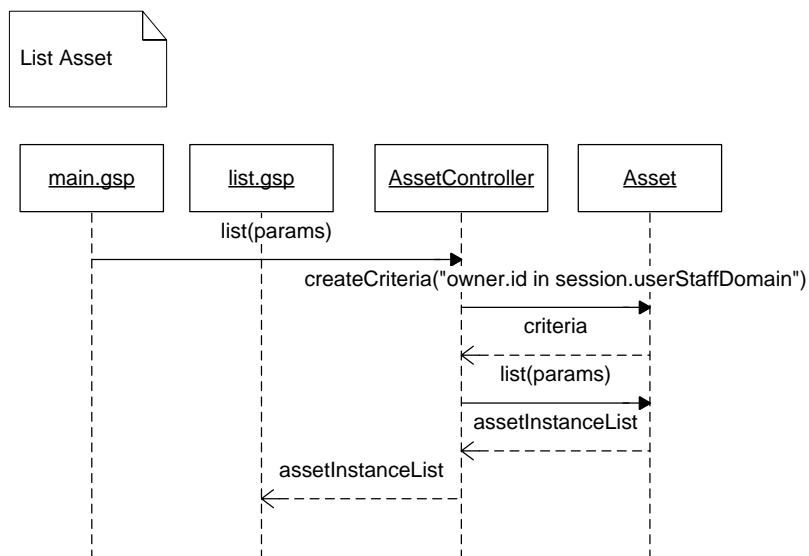 List Asset
main.gsp
list.gsp
AssetController
Asset
list(params)
createCriteria("owner.id in session.userStaffDomain")
criteria
list(params)
assetInstanceList
assetInstanceList